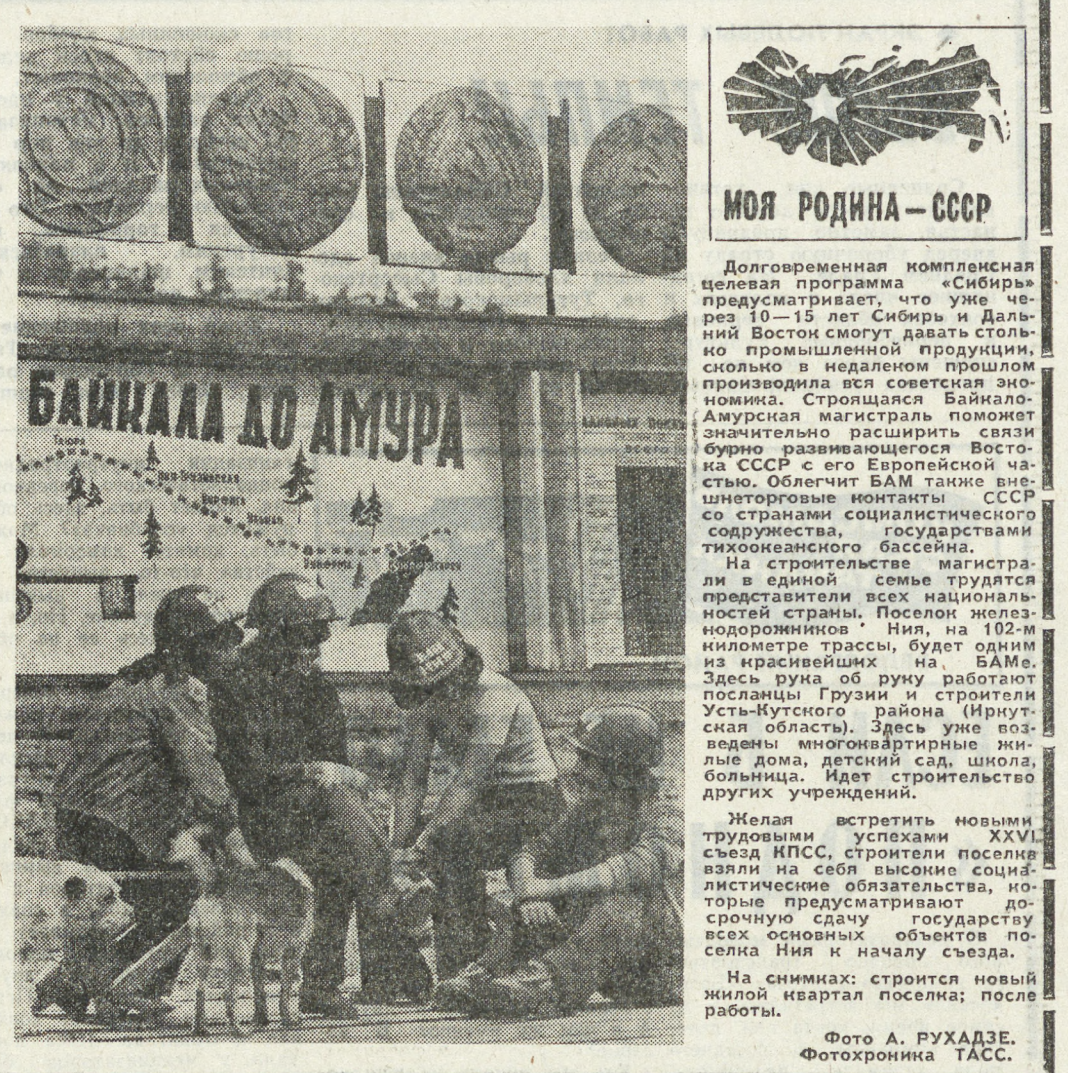 БАЙКАЛА ДО АМУРА
Таюра
Ния-Грузинская
Звездный
Ния
МОЯ РОДИНА — СССР
Долговременная комплексная
целевая программа «Сибирь»
предусматривает, что уже че-
рез 10—15 лет Сибирь и Даль-
ний Восток смогут давать столь-
ко промышленной продукции,
сколько в недалеком прошлом
производила вся советская эко-
номика. Строящаяся Байкало-
Амурская магистраль поможет
значительно расширить связи
бурно развивающегося Восто-
ка СССР с его Европейской ча-
стью. Облегчит БАМ также вне-
шнеторговые контакты СССР
со странами социалистического
содружества, государствами
тихоокеанского бассейна.
На строительстве магистра-
ли в единой семье трудятся
представители всех националь-
ностей страны. Поселок желез-
нодорожников Ния, на 102-м
километре трассы, будет одним
из красивейших на БАМе.
Здесь рука об руку работают
посланцы Грузии и строители
Усть-Кутского района (Иркут-
ская область). Здесь уже воз-
ведены многоквартирные жи-
лые дома, детский сад, школа,
больница. Идет строительство
других учреждений.
Желая встретить новыми
трудовыми успехами XXVI
съезд КПСС, строители поселка
взяли на себя высокие социа-
листические обязательства, ко-
торые предусматривают до-
срочную сдачу государству
всех основных объектов по-
селка Ния к началу съезда.
На снимках: строится новый
жилой квартал поселка; после
работы.
Фото А. РУХАДЗЕ.
Фотохроника ТАСС.